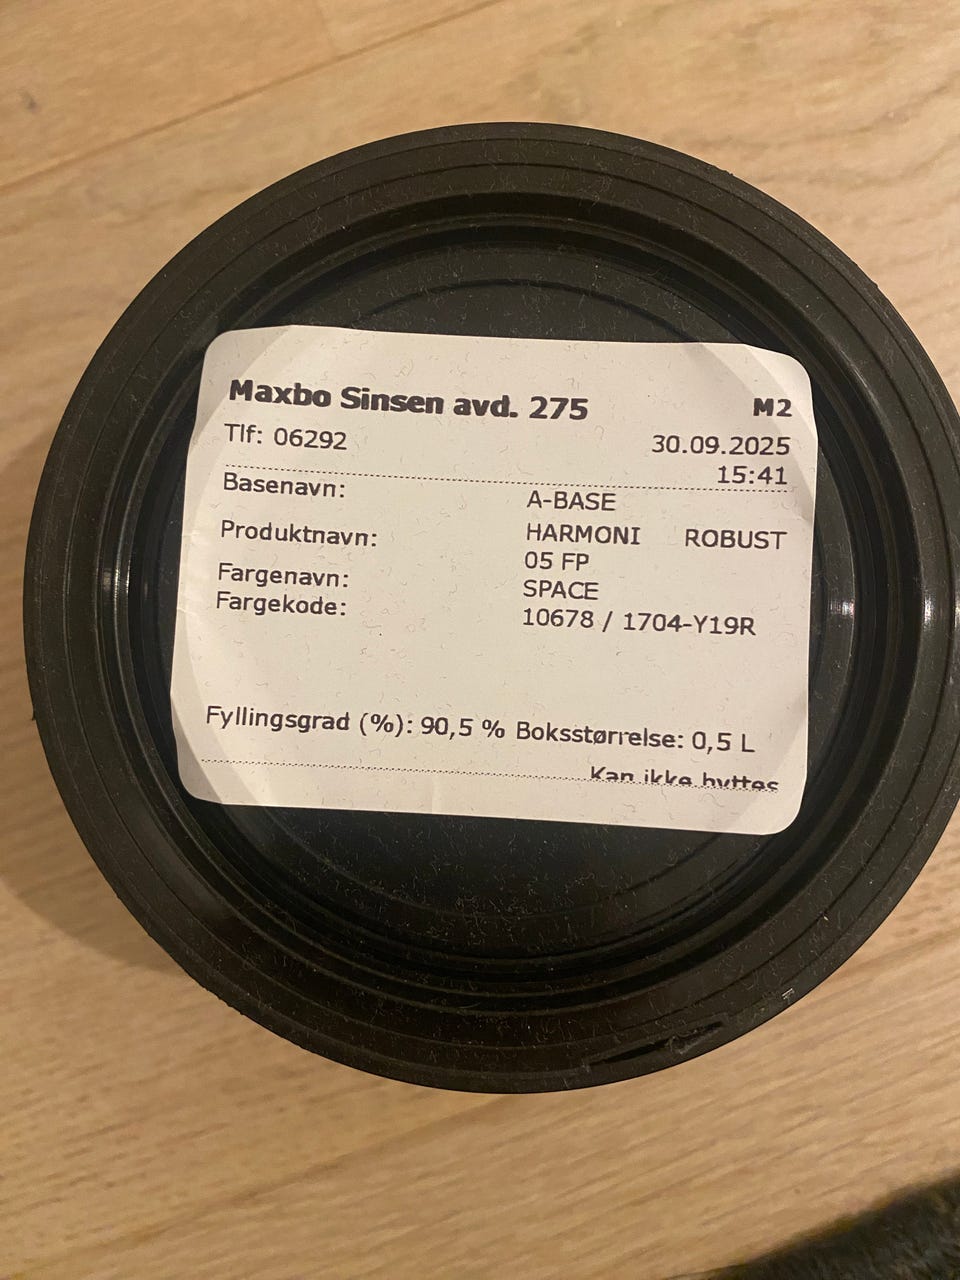 Maxbo Sinsen avd. 275 M2
Tlf: 06292 30.09.2025
15:41
Basenavn: A-BASE
Produktnavn: HARMONI ROBUST
05 FP
Fargenavn: SPACE
Fargekode: 10678 / 1704-Y19R
Fyllingsgrad (%): 90,5 % Boksstørrelse: 0,5 L
Kan ikke byttes